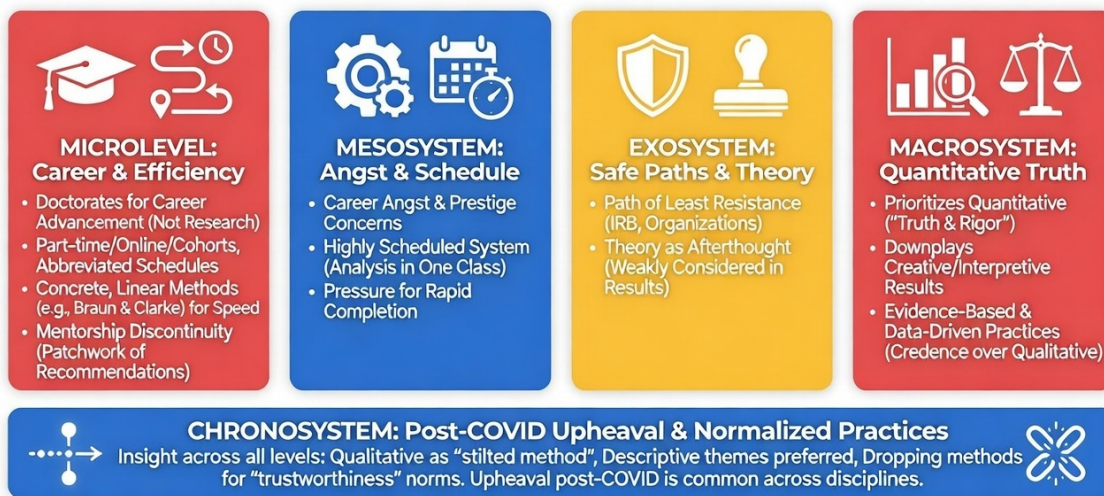 MICROLEVEL:
Career & Efficiency
• Doctorates for Career
Advancement (Not Research)
• Part-time/Online/Cohorts,
Abbreviated Schedules
• Concrete, Linear Methods
(e.g., Braun & Clarke) for Speed
• Mentorship Discontinuity
(Patchwork of
Recommendations)
MESOSYSTEM:
Angst & Schedule
• Career Angst & Prestige
Concerns
• Highly Scheduled System
(Analysis in One Class)
• Pressure for Rapid
Completion
EXOSYSTEM:
Safe Paths & Theory
• Path of Least Resistance
(IRB, Organizations)
• Theory as Afterthought
(Weakly Considered in
Results)
MACROSYSTEM:
Quantitative Truth
• Prioritizes Quantitative
("Truth & Rigor")
• Downplays
Creative/Interpretive
Results
• Evidence-Based &
Data-Driven Practices
(Credence over Qualitative)
CHRONOSYSTEM: Post-COVID Upheaval & Normalized Practices
Insight across all levels: Qualitative as "stilted method", Descriptive themes preferred, Dropping methods
for "trustworthiness" norms. Upheaval post-COVID is common across disciplines.